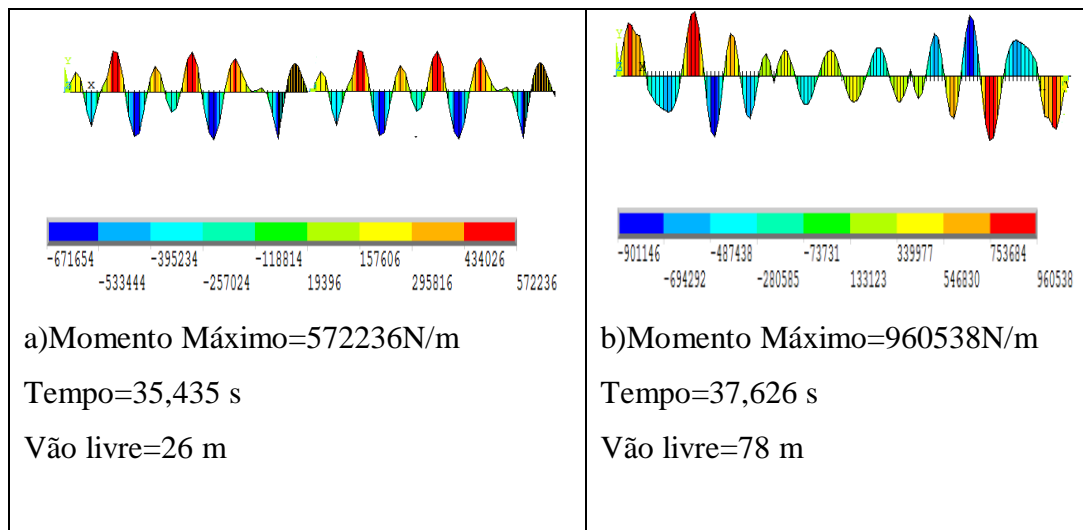 Y
X
-671654 -395234 -118814 157606 434026
-533444 -257024 19396 295816 572236
a)Momento Máximo=572236N/m
Tempo=35,435 s
Vão livre=26 m
X
-901146 -487438 -73731 339977 753684
-694292 -280585 133123 546830 960538
b)Momento Máximo=960538N/m
Tempo=37,626 s
Vão livre=78 m